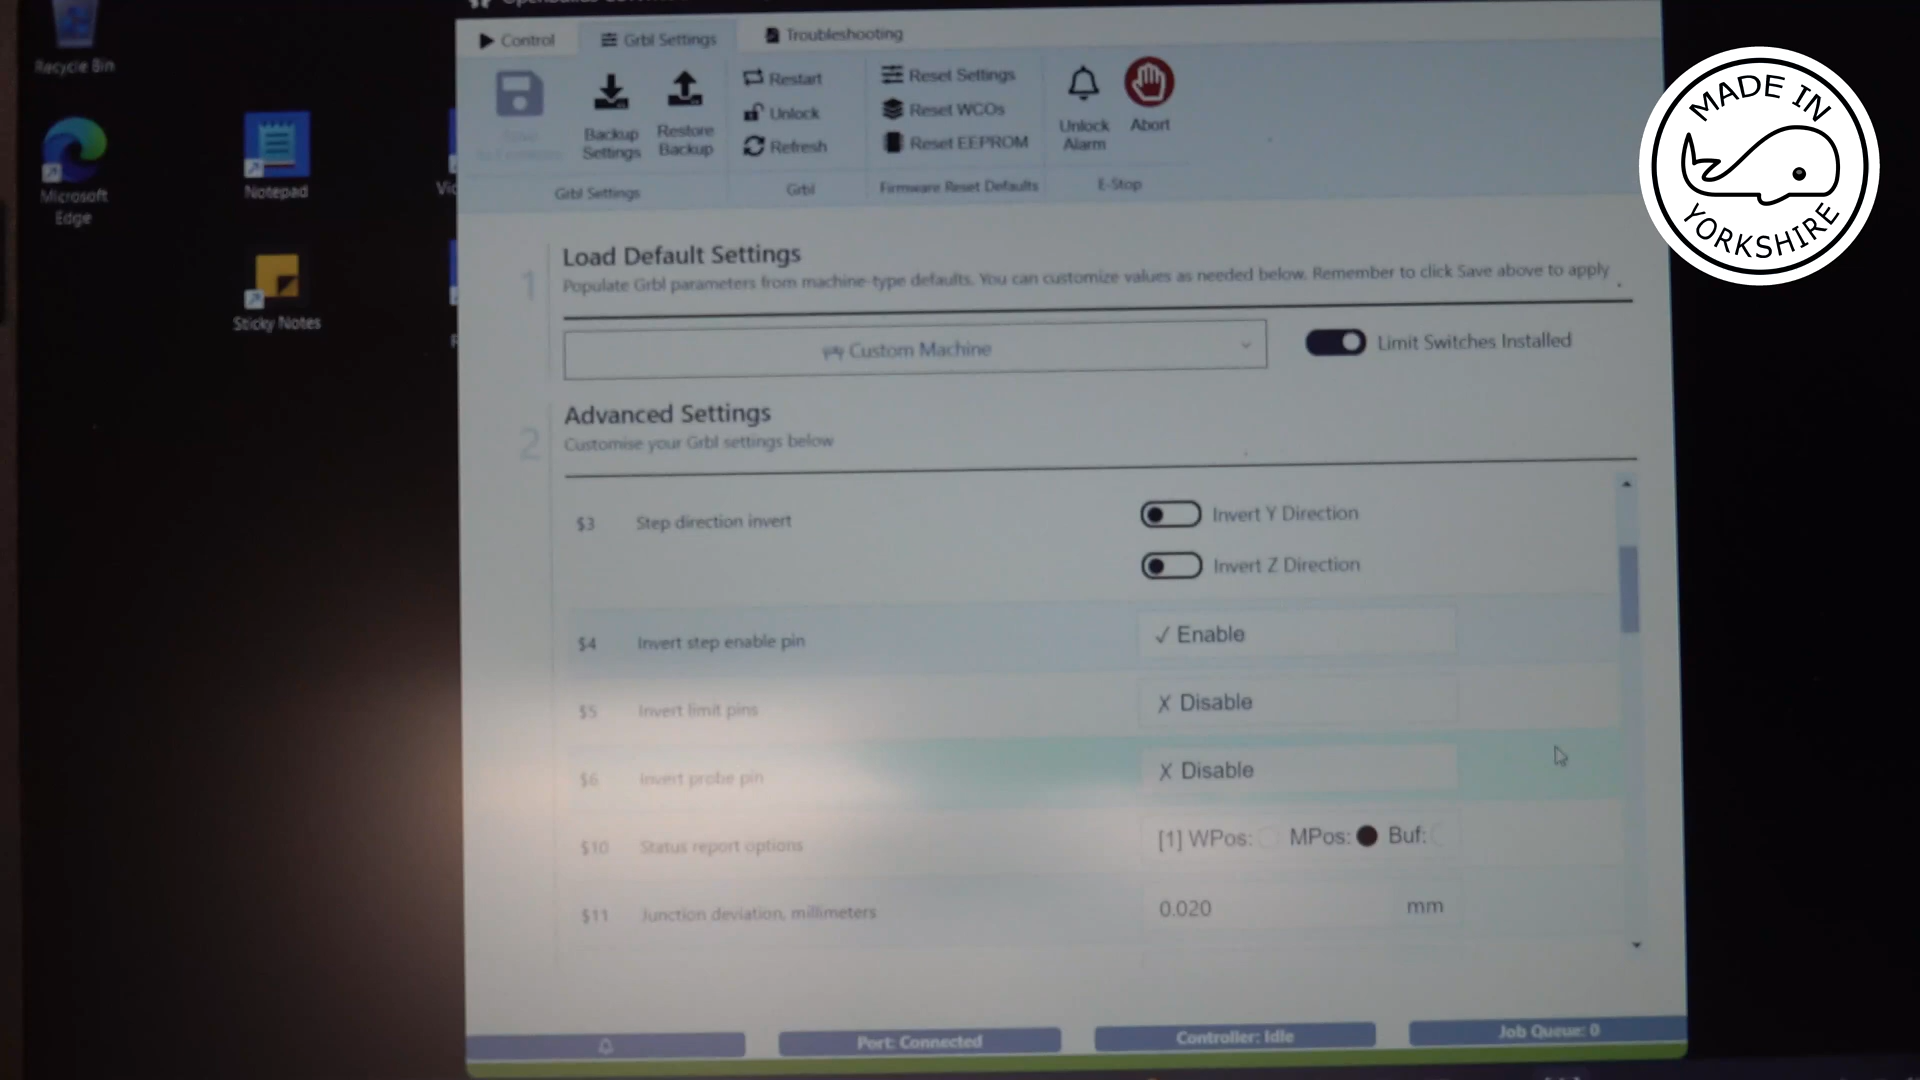 Recycle Bin
Microsoft
Edge
Notepad
Sticky Notes
Control
Grbl Settings
Troubleshooting
Backup
Settings
Restore
Backup
Grbl Settings
Restart
Unlock
Refresh
Grbl
Reset Settings
Reset WCOs
Reset EEPROM
Firmware Reset Defaults
Unlock
Alarm
Abort
E-Stop
MADE IN
YORKSHIRE
1
Load Default Settings
Populate Grbl parameters from machine-type defaults. You can customize values as needed below. Remember to click Save above to apply
Custom Machine
Limit Switches Installed
2
Advanced Settings
Customise your Grbl settings below
$3 Step direction invert
Invert Y Direction
Invert Z Direction
$4 Invert step enable pin ✓ Enable
$5 Invert limit pins X Disable
$6 Invert probe pin X Disable
$10 Status report options [1] WPos: MPos: Buf:
$11 Junction deviation, millimeters 0.020 mm
Port: Connected
Controller: Idle
Job Queue: 0